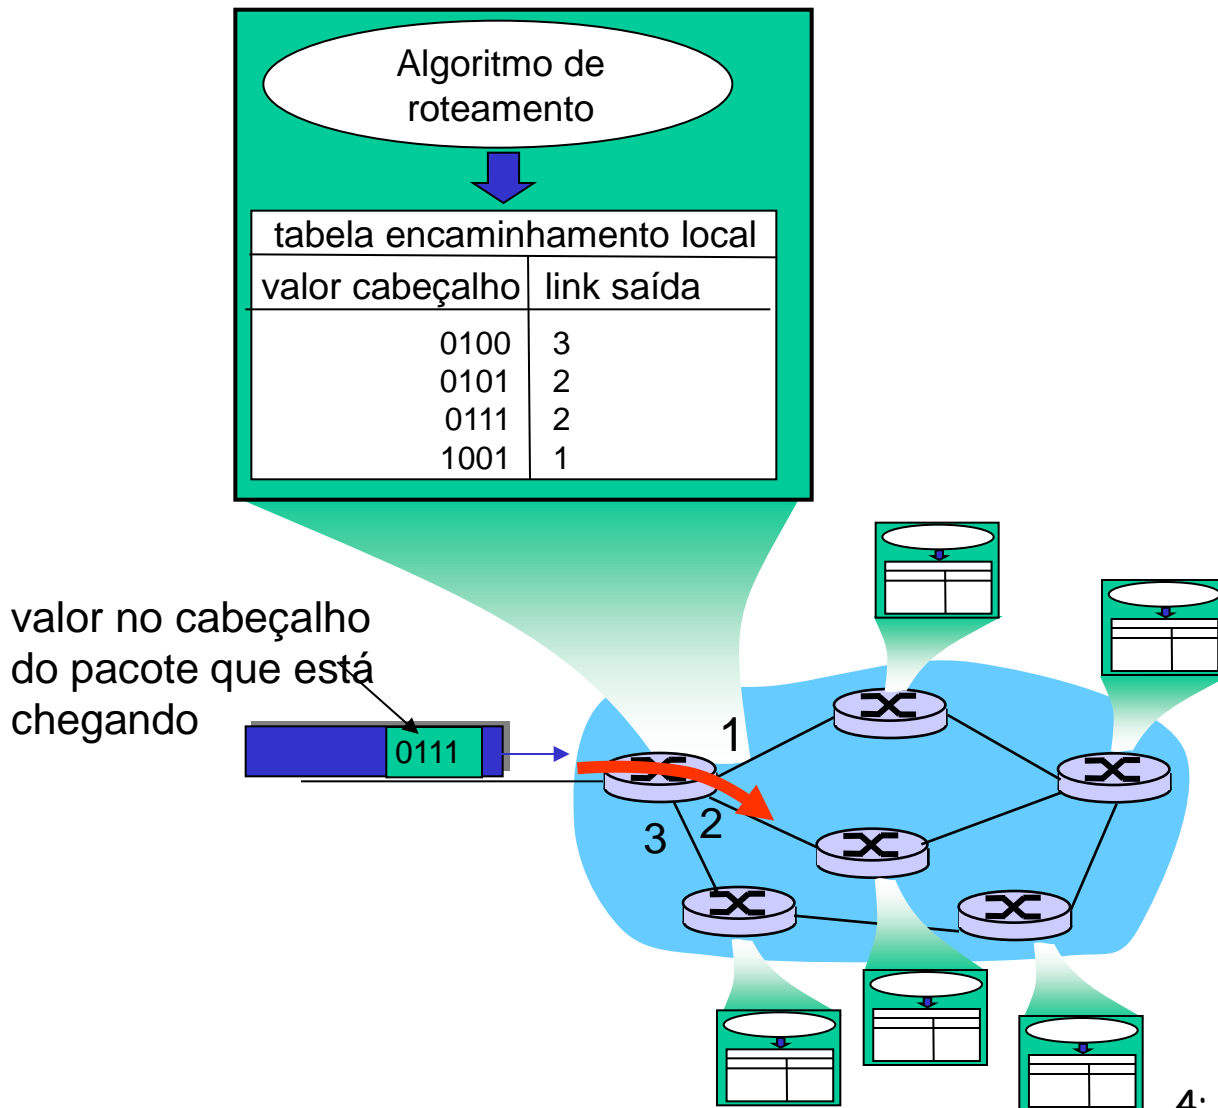 Algoritmo de
roteamento
tabela encaminhamento local
valor cabeçalho link saída
0100 3
0101 2
0111 2
1001 1
valor no cabeçalho
do pacote que está
chegando
0111
1
2
3
4: